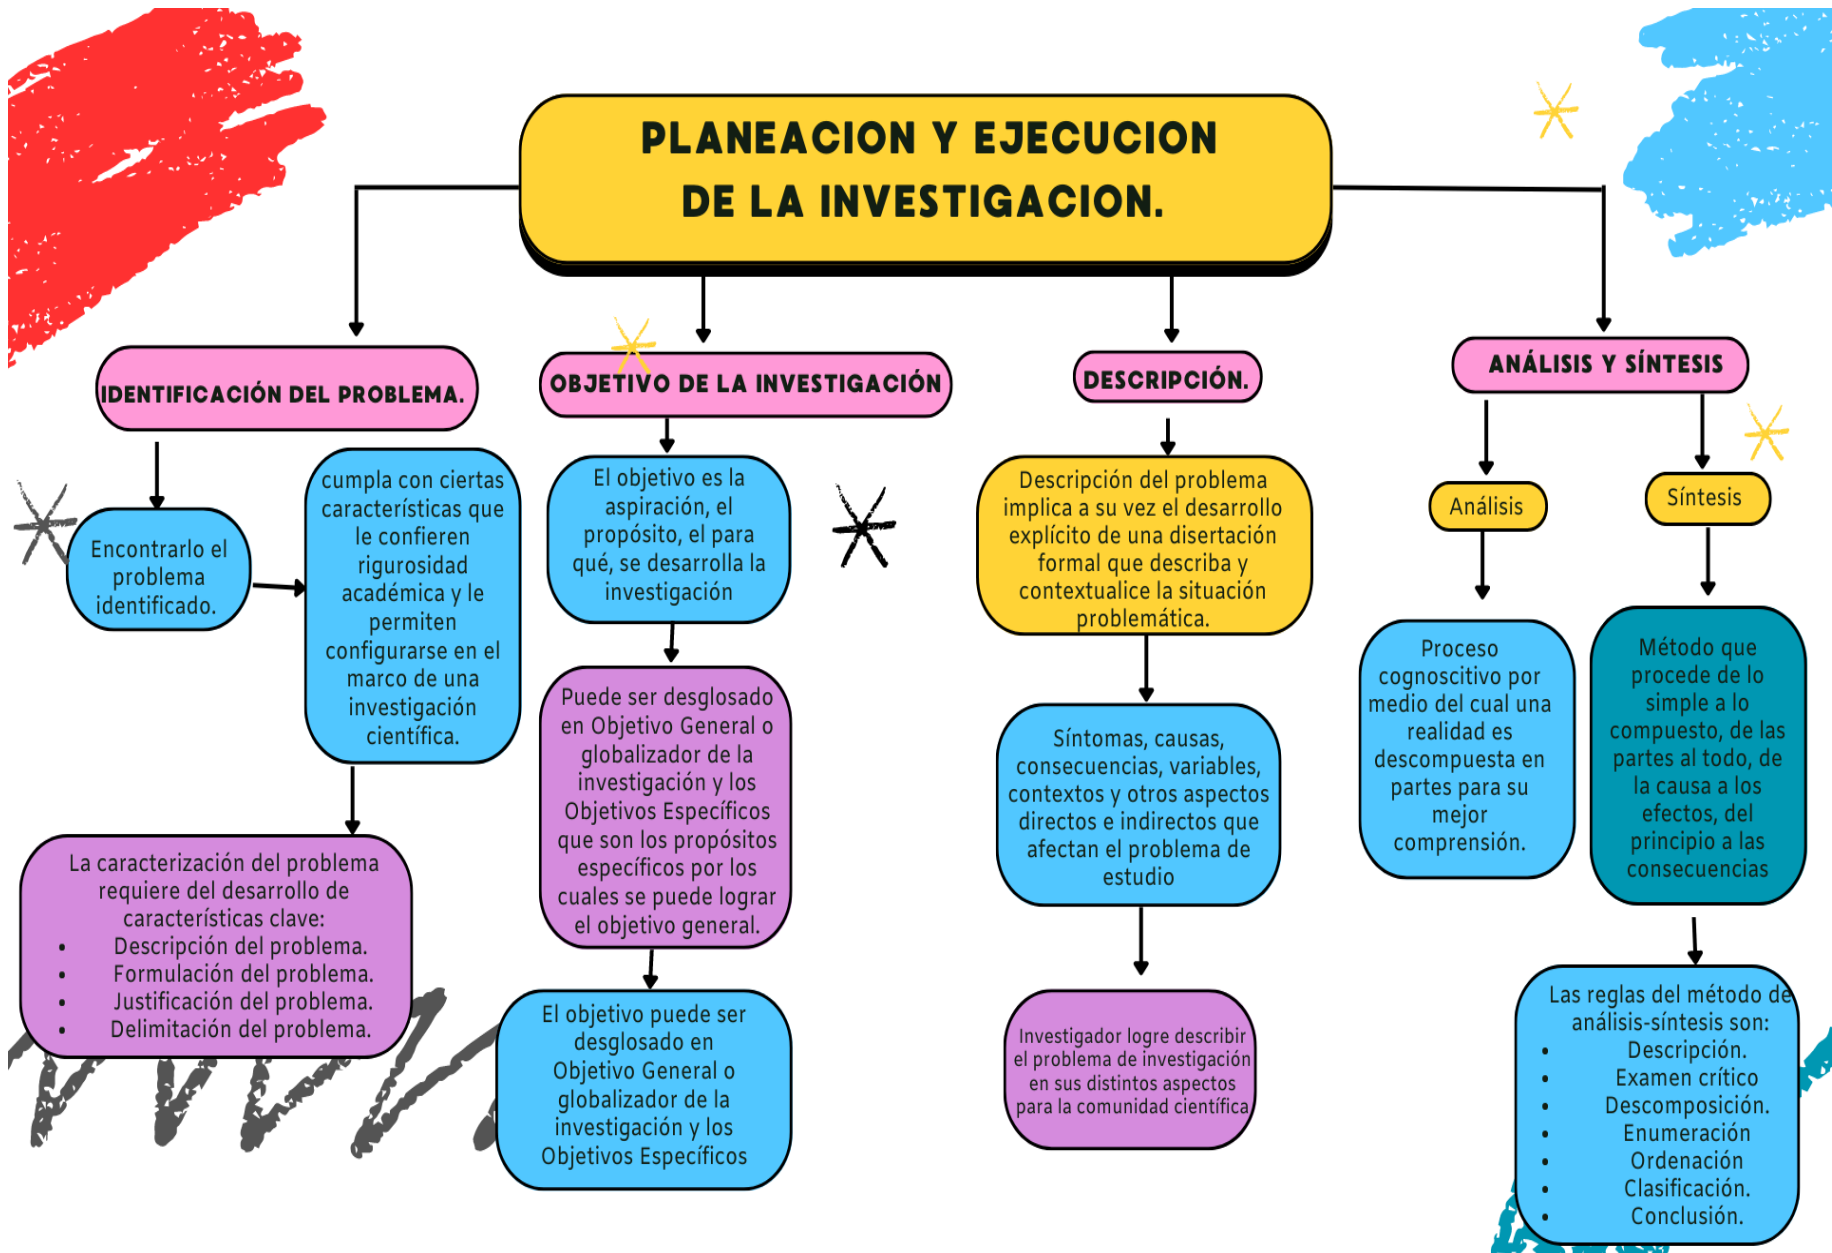 PLANEACION Y EJECUCION
DE LA INVESTIGACION.
IDENTIFICACIÓN DEL PROBLEMA.
Encontrarlo el
problema
identificado.
cumpla con ciertas
características que
le confieren
rigurosidad
académica y le
permiten
configurarse en el
marco de una
investigación
científica.
La caracterización del problema
requiere del desarrollo de
características clave:
• Descripción del problema.
• Formulación del problema.
• Justificación del problema.
• Delimitación del problema.
OBJETIVO DE LA INVESTIGACIÓN
El objetivo es la
aspiración, el
propósito, el para
qué, se desarrolla la
investigación
Puede ser desglosado
en Objetivo General o
globalizador de la
investigación y los
Objetivos Específicos
que son los propósitos
específicos por los
cuales se puede lograr
el objetivo general.
El objetivo puede ser
desglosado en
Objetivo General o
globalizador de la
investigación y los
Objetivos Específicos
DESCRIPCIÓN.
Descripción del problema
implica a su vez el desarrollo
explícito de una disertación
formal que describa y
contextualice la situación
problemática.
Síntomas, causas,
consecuencias, variables,
contextos y otros aspectos
directos e indirectos que
afectan el problema de
estudio
Investigador logre describir
el problema de investigación
en sus distintos aspectos
para la comunidad científica
ANÁLISIS Y SÍNTESIS
Análisis
Proceso
cognoscitivo por
medio del cual una
realidad es
descompuesta en
partes para su
mejor
comprensión.
Síntesis
Método que
procede de lo
simple a lo
compuesto, de las
partes al todo, de
la causa a los
efectos, del
principio a las
consecuencias
Las reglas del método de
análisis-síntesis son:
• Descripción.
• Examen crítico
• Descomposición.
• Enumeración
• Ordenación
• Clasificación.
• Conclusión.